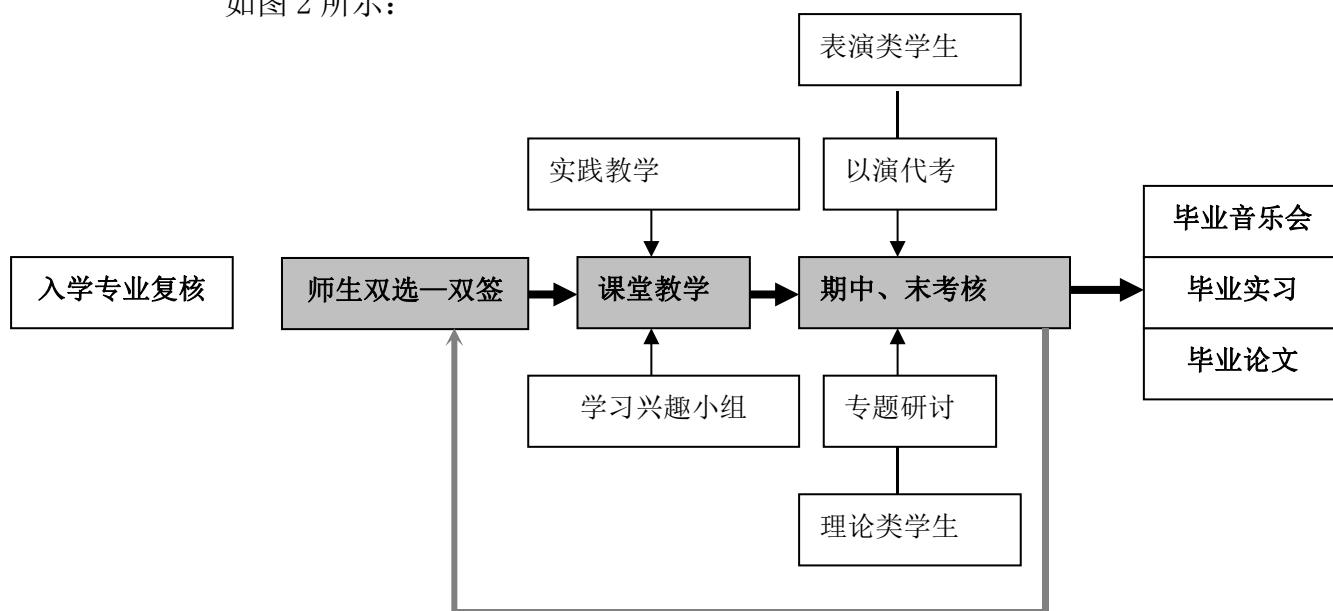 如图 2 所示：
表演类学生
实践教学
以演代考
毕业音乐会
入学专业复核
师生双选—双签
课堂教学
期中、末考核
毕业实习
毕业论文
学习兴趣小组
专题研讨
理论类学生